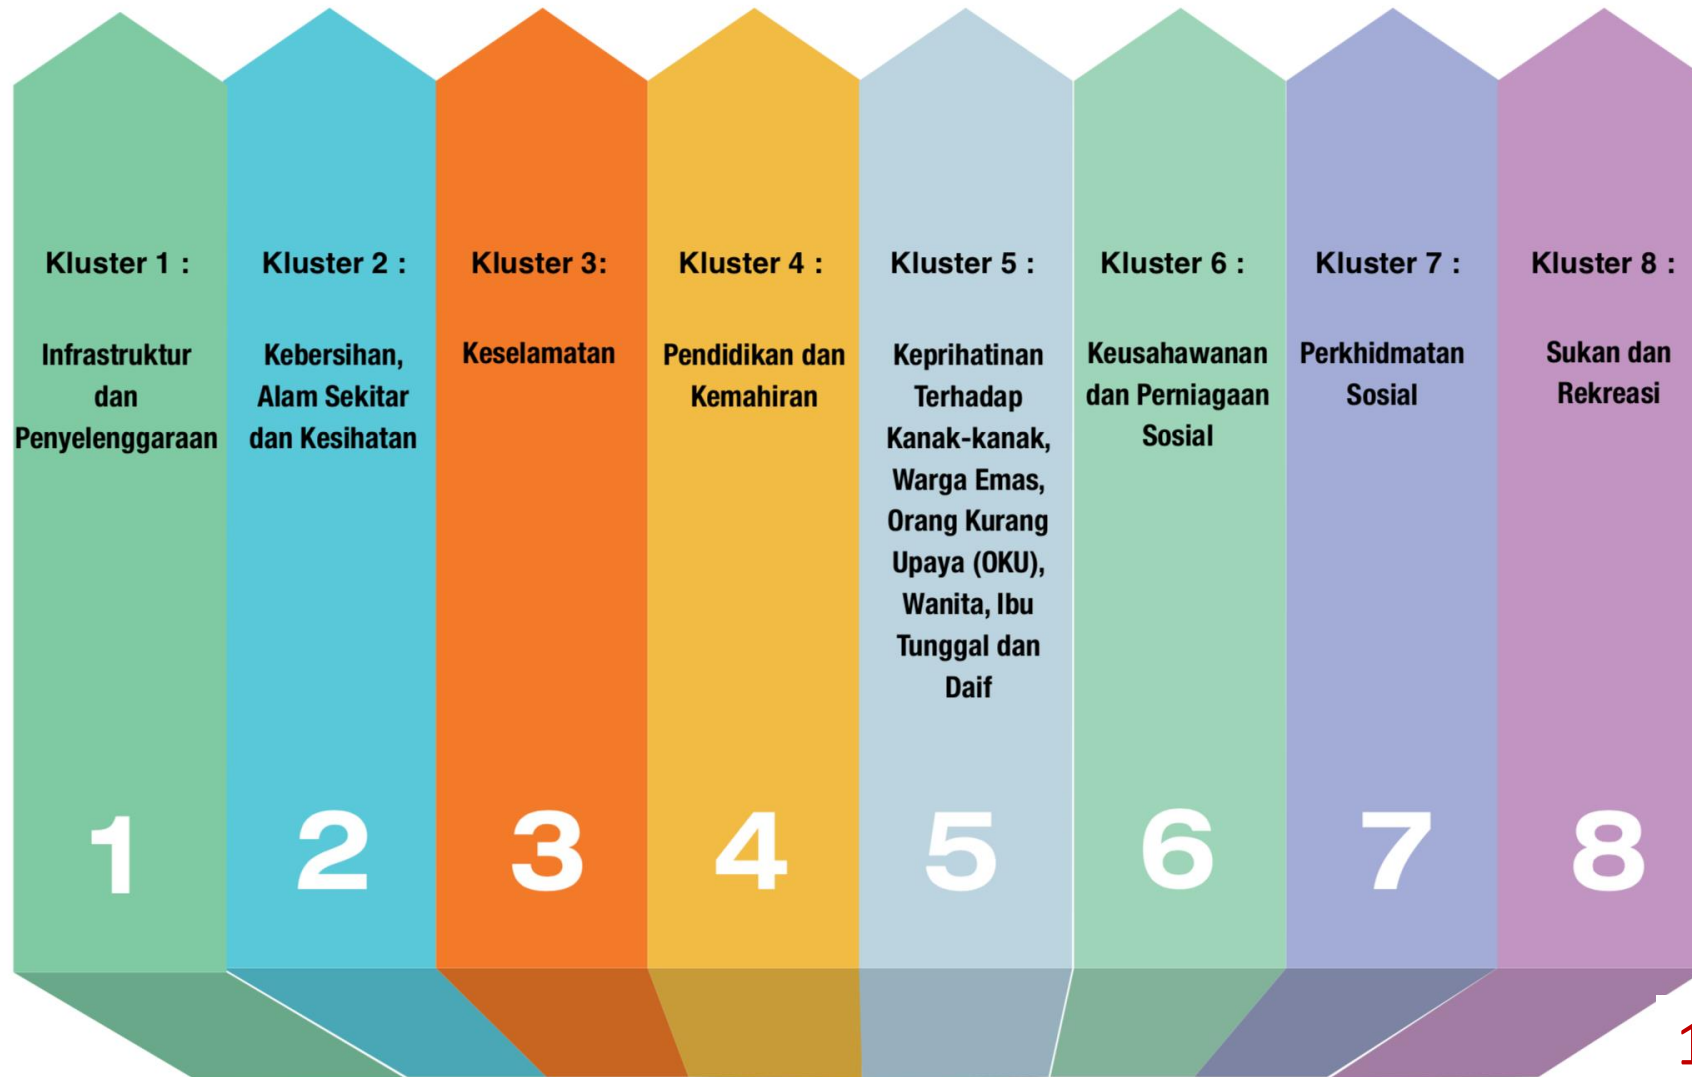 Kluster 1 :
Infrastruktur
dan
Penyelenggaraan
1
Kluster 2 :
Kebersihan,
Alam Sekitar
dan Kesihatan
2
Kluster 3:
Keselamatan
3
Kluster 4 :
Pendidikan dan
Kemahiran
4
Kluster 5 :
Keprihatinan
Terhadap
Kanak-kanak,
Warga Emas,
Orang Kurang
Upaya (OKU),
Wanita, Ibu
Tunggal dan
Daif
5
Kluster 6 :
Keusahawanan
dan Perniagaan
Sosial
6
Kluster 7 :
Perkhidmatan
Sosial
7
Kluster 8 :
Sukan dan
Rekreasi
8